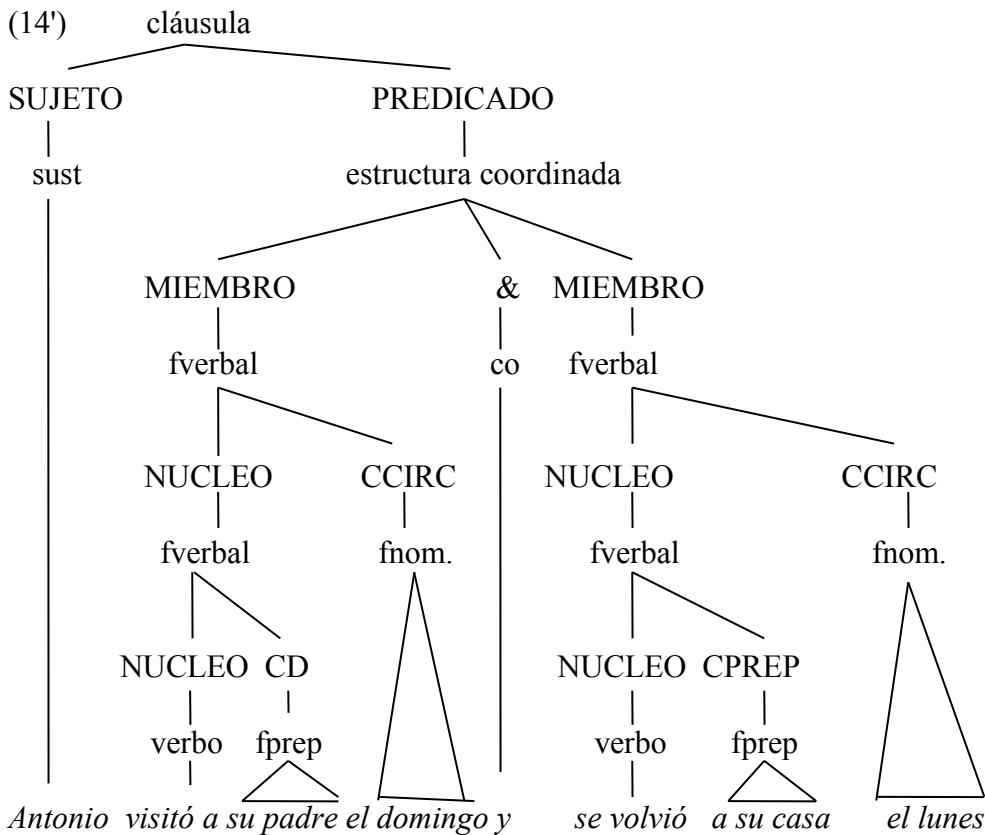 (14') cláusula
SUJETO PREDICADO
sust estructura coordinada
MIEMBRO & MIEMBRO
fverbal co fverbal
NUCLEO CCIRC NUCLEO CCIRC
fverbal fnom. fverbal fnom.
NUCLEO CD NUCLEO CPREP
verbo fprep verbo fprep
Antonio visitó a su padre el domingo y se volvió a su casa el lunes